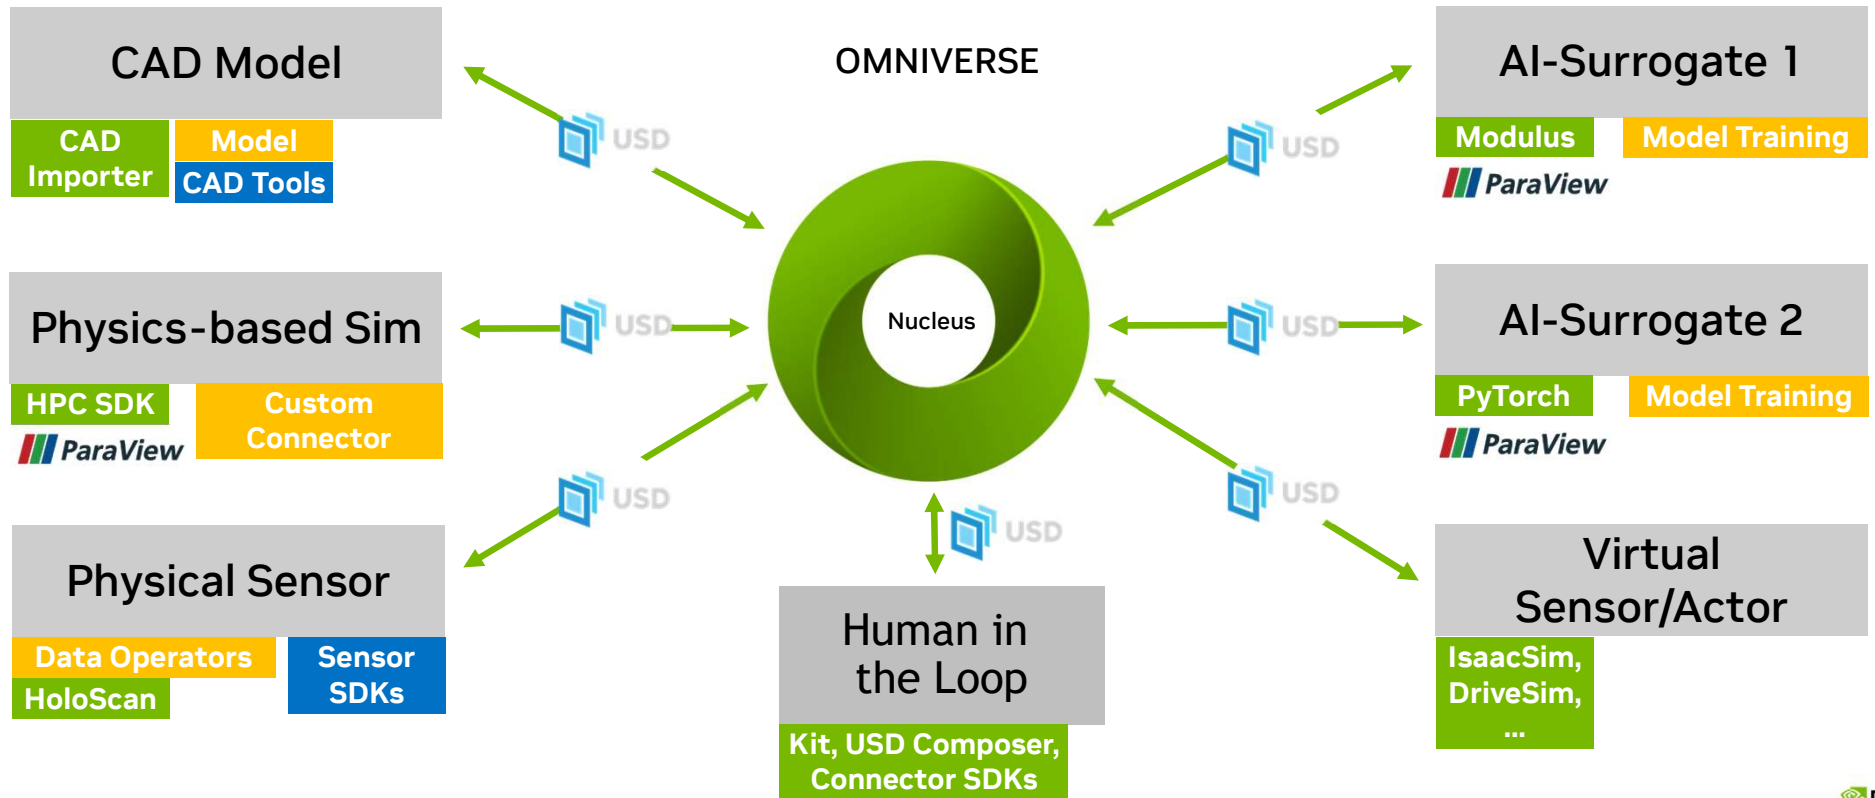 CAD Model
CAD
Importer
Model
CAD Tools
USD
OMNIVERSE
USD
AI-Surrogate 1
Modulus
Model Training
ParaView
Physics-based Sim
HPC SDK
Custom
Connector
ParaView
USD
Nucleus
USD
AI-Surrogate 2
PyTorch
Model Training
ParaView
Physical Sensor
Data Operators
HoloScan
Sensor
SDKs
USD
USD
Human in
the Loop
Kit, USD Composer,
Connector SDKs
USD
Virtual
Sensor/Actor
IsaacSim,
DriveSim,
...